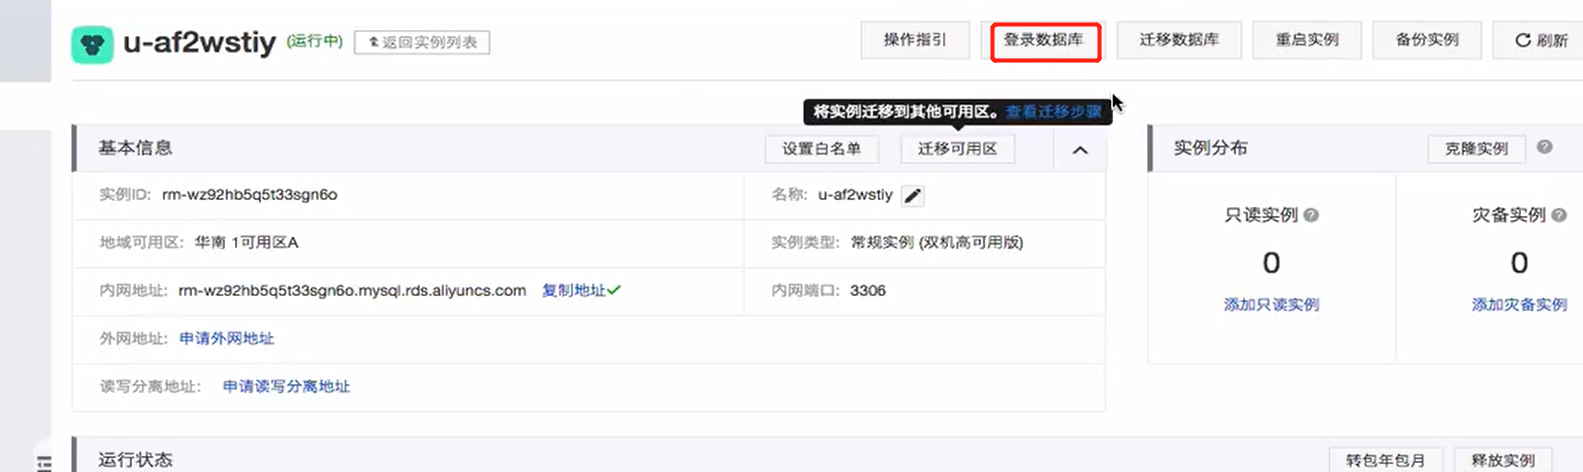 u-af2wstiy (运行中) 返回实例列表 操作指引 登录数据库 迁移数据库 重启实例 备份实例 刷新
将实例迁移到其他可用区。查看迁移步骤
基本信息 设置白名单 迁移可用区
实例ID: rm-wz92hb5q5t33sgn6o 名称: u-af2wstiy
地域可用区: 华南 1可用区A 实例类型: 常规实例 (双机高可用版)
内网地址: rm-wz92hb5q5t33sgn6o.mysql.rds.aliyuncs.com 复制地址 内网端口: 3306
外网地址: 申请外网地址
读写分离地址: 申请读写分离地址
实例分布 克隆实例 ?
只读实例 ? 灾备实例 ?
0 0
添加只读实例 添加灾备实例
运行状态 转包年包月 释放实例